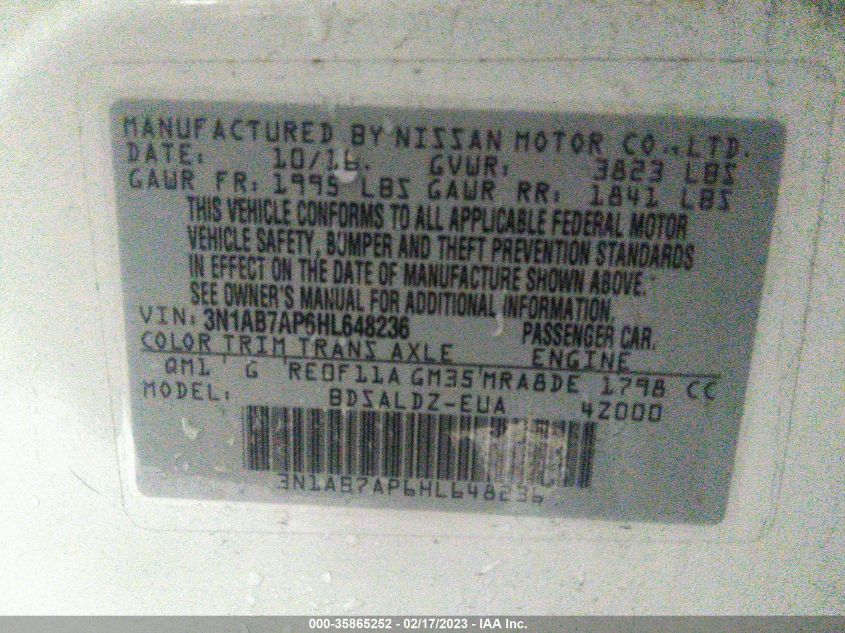 MANUFACTURED BY NISSAN MOTOR CO.,LTD.
DATE: 10/16. GVWR: 3823 LBS
GAWR FR: 1995 LBS GAWR RR: 1841 LBS
THIS VEHICLE CONFORMS TO ALL APPLICABLE FEDERAL MOTOR
VEHICLE SAFETY, BUMPER AND THEFT PREVENTION STANDARDS
IN EFFECT ON THE DATE OF MANUFACTURE SHOWN ABOVE.
SEE OWNER'S MANUAL FOR ADDITIONAL INFORMATION.
VIN: 3N1AB7AP6HL648236 PASSENGER CAR.
COLOR TRIM TRANS AXLE ENGINE
QM1 G RE0F11A GM35 MRA8DE 1798 CC
MODEL: BDSALDZ-EUA 4Z000
3N1AB7AP6HL648236
000-35865252 - 02/17/2023 - IAA Inc.